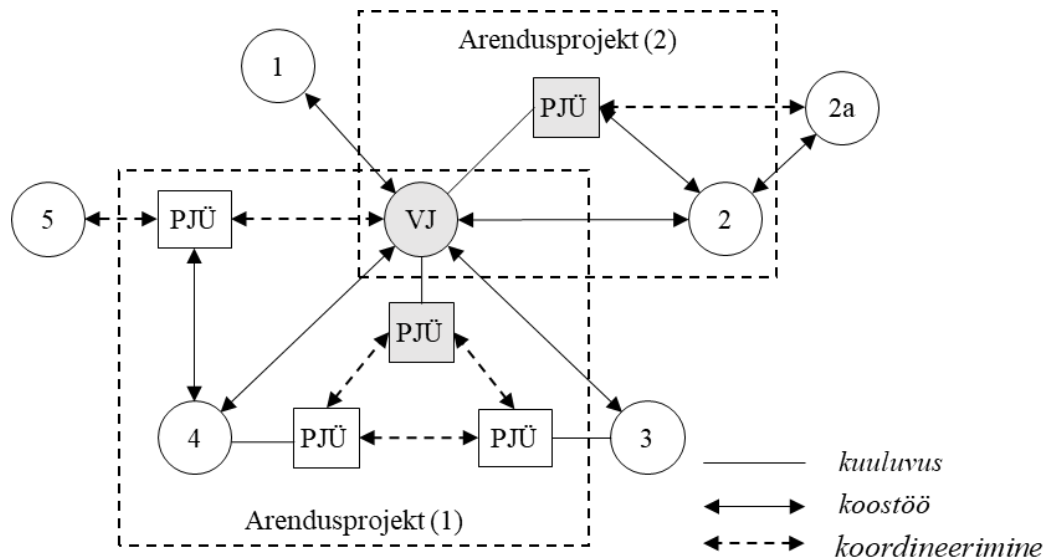 Arendusprojekt (2)
1
PJÜ
2a
5
PJÜ
VJ
2
PJÜ
4
PJÜ
PJÜ
3
kuuluvus
koostöö
Arendusprojekt (1)
koordineerimine